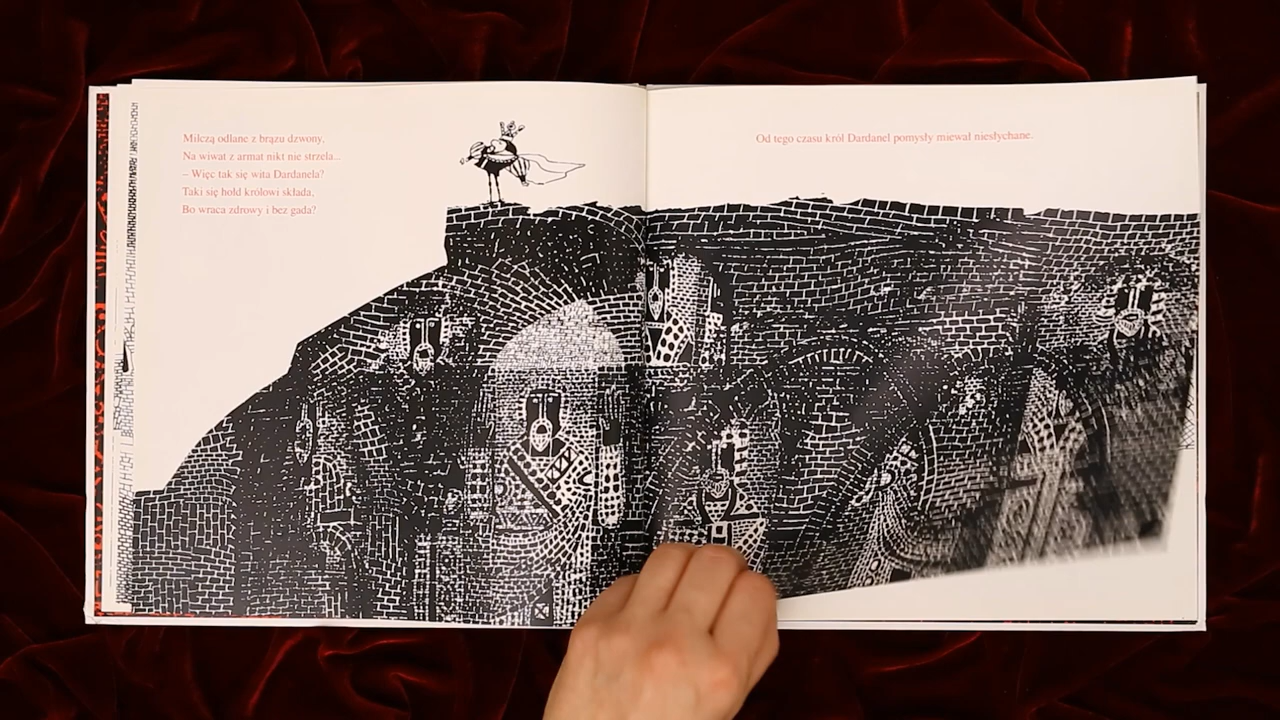 Milczą odlane z brązu dzwony,
Na wiwat z armat nikt nie strzela...
– Więc tak się wita Dardanela?
Taki się hołd królowi składa,
Bo wraca zdrowy i bez gada?
Od tego czasu król Dardanel pomysły miewał niesłychane.